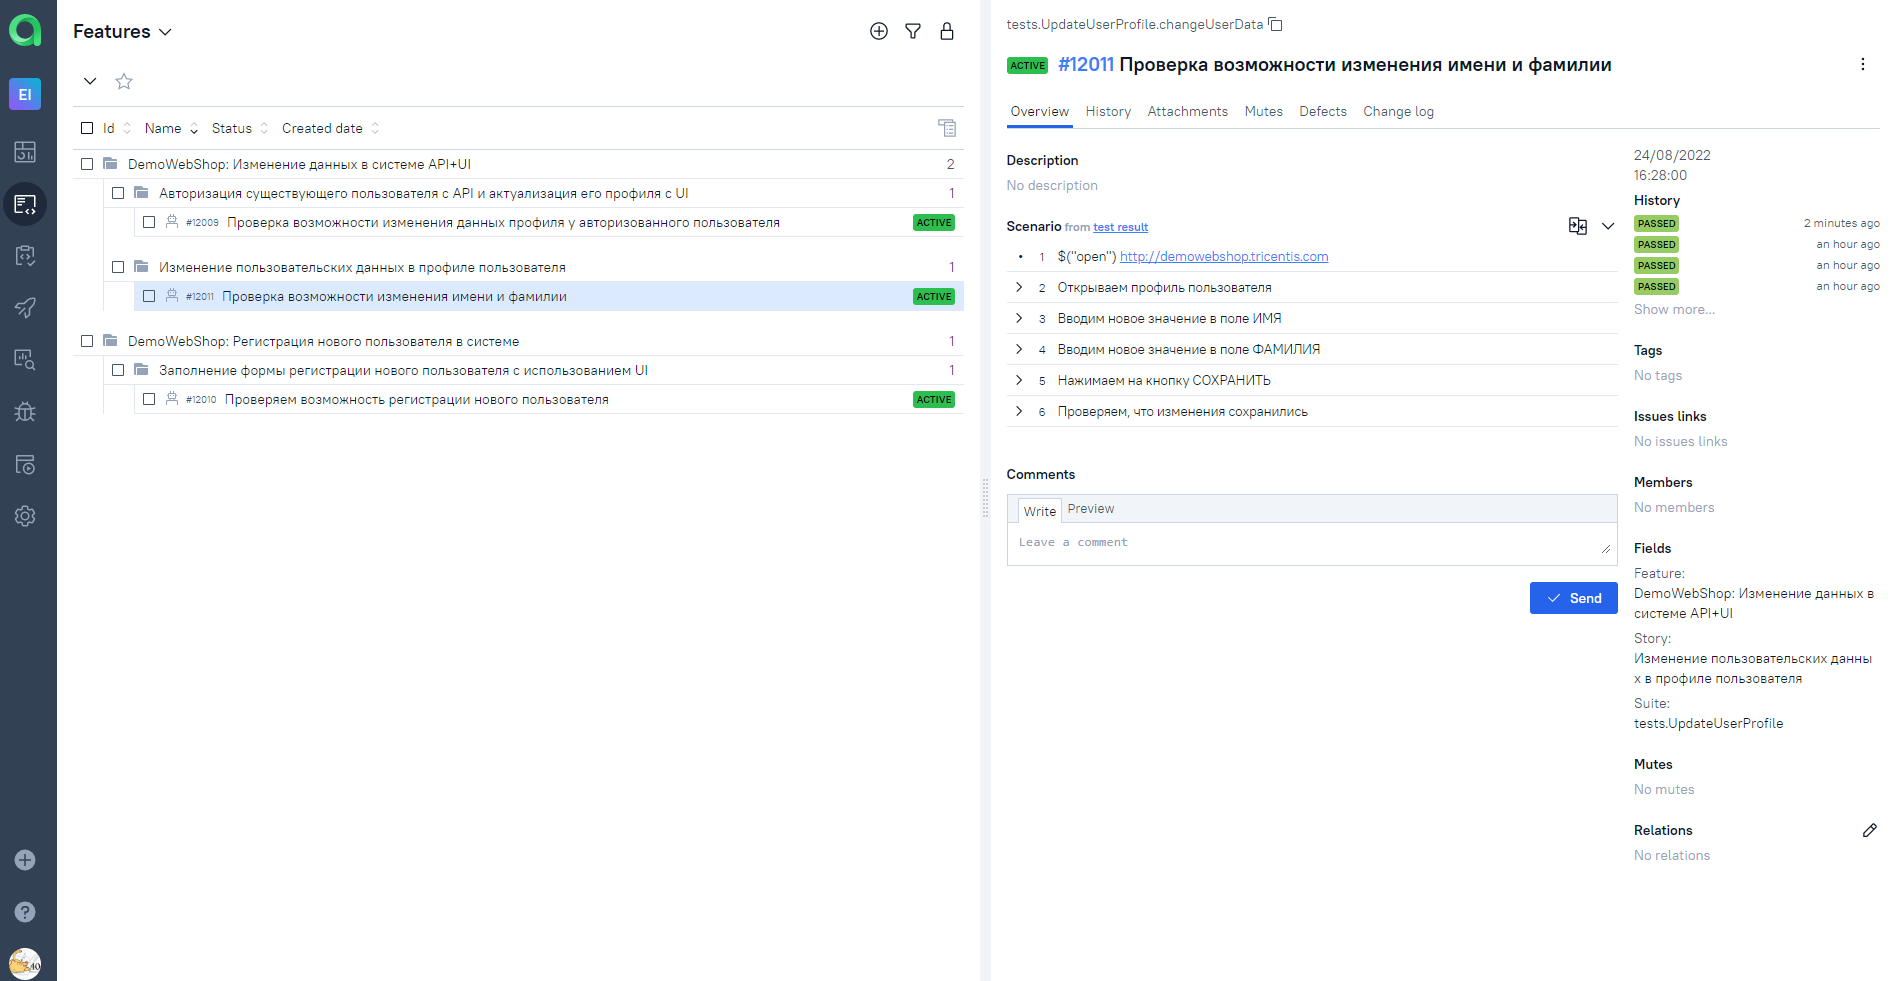 EI
Features
Id Name Status Created date
DemoWebShop: Изменение данных в системе API+UI 2
Авторизация существующего пользователя с API и актуализация его профиля с UI 1
#12009 Проверка возможности изменения данных профиля у авторизованного пользователя ACTIVE
Изменение пользовательских данных в профиле пользователя 1
#12011 Проверка возможности изменения имени и фамилии ACTIVE
DemoWebShop: Регистрация нового пользователя в системе 1
Заполнение формы регистрации нового пользователя с использованием UI 1
#12010 Проверяем возможность регистрации нового пользователя ACTIVE
tests.UpdateUserProfile.changeUserData
ACTIVE #12011 Проверка возможности изменения имени и фамилии
Overview History Attachments Mutes Defects Change log
Description
No description
Scenario from test result
1 $("open") http://demowebshop.tricentis.com
2 Открываем профиль пользователя
3 Вводим новое значение в поле ИМЯ
4 Вводим новое значение в поле ФАМИЛИЯ
5 Нажимаем на кнопку СОХРАНИТЬ
6 Проверяем, что изменения сохранились
Comments
Write Preview
Leave a comment
Send
24/08/2022
16:28:00
History
PASSED 2 minutes ago
PASSED an hour ago
PASSED an hour ago
PASSED an hour ago
Show more...
Tags
No tags
Issues links
No issues links
Members
No members
Fields
Feature:
DemoWebShop: Изменение данных в
системе API+UI
Story:
Изменение пользовательских данны
х в профиле пользователя
Suite:
tests.UpdateUserProfile
Mutes
No mutes
Relations
No relations
40